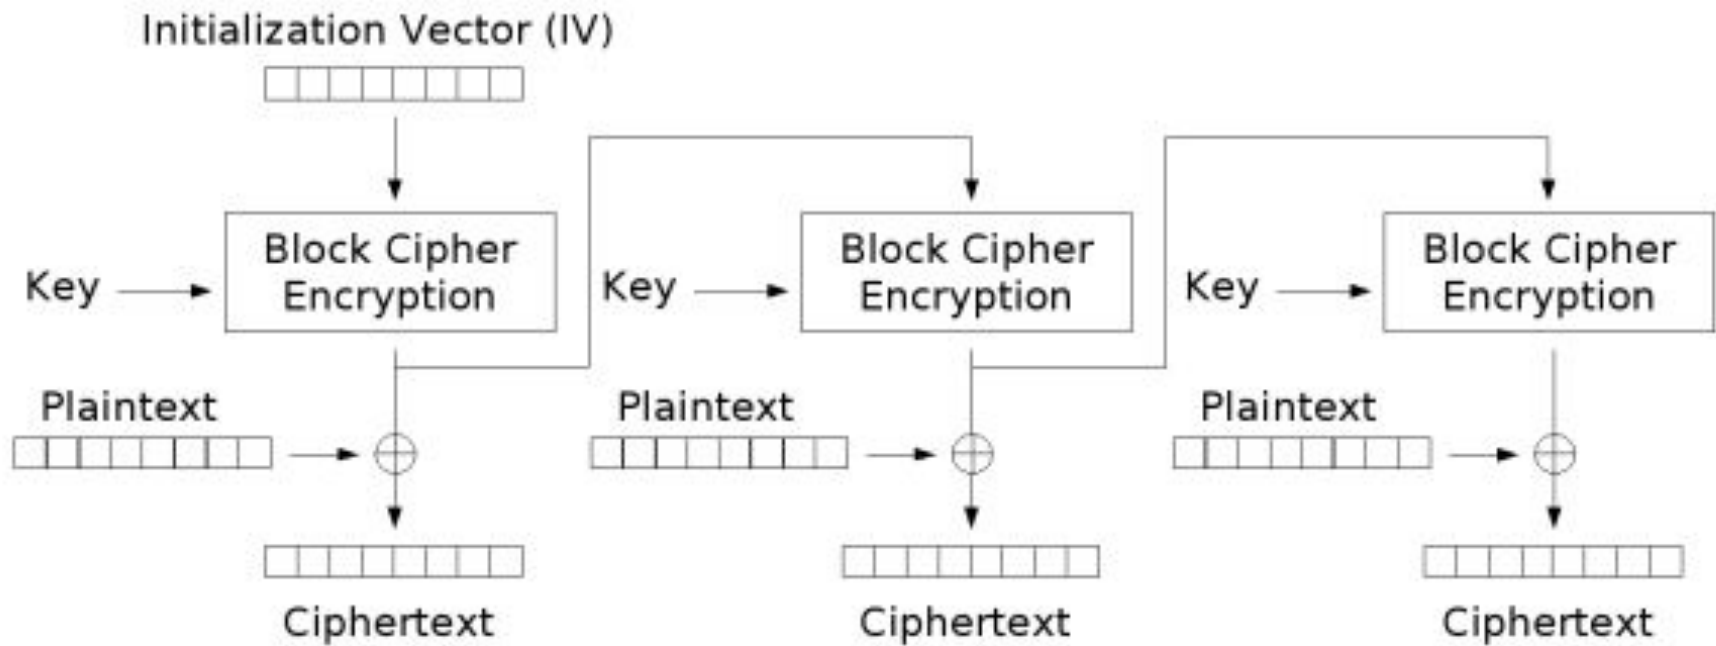 Initialization Vector (IV)
Block Cipher
Encryption
Block Cipher
Encryption
Block Cipher
Encryption
Key
Key
Key
Plaintext
Plaintext
Plaintext
Ciphertext
Ciphertext
Ciphertext